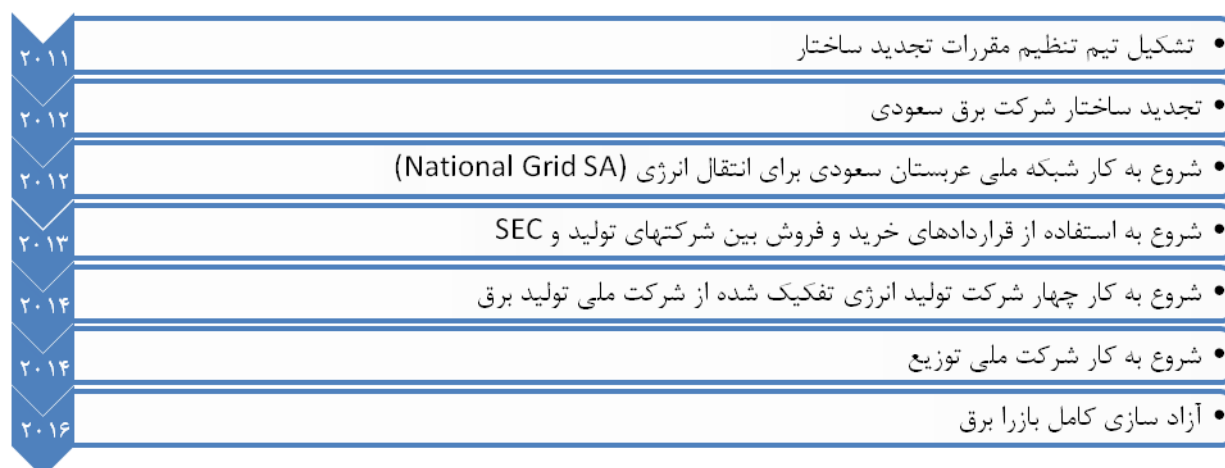 ۲۰۱۱
• تشکیل تیم تنظیم مقررات تجدید ساختار
۲۰۱۲
• تجدید ساختار شرکت برق سعودی
۲۰۱۲
• شروع به کار شبکه ملی عربستان سعودی برای انتقال انرژی (National Grid SA)
۲۰۱۳
• شروع به استفاده از قراردادهای خرید و فروش بین شرکتهای تولید و SEC
۲۰۱۴
• شروع به کار چهار شرکت تولید انرژی تفکیک شده از شرکت ملی تولید برق
۲۰۱۴
• شروع به کار شرکت ملی توزیع
۲۰۱۶
• آزاد سازی کامل بازرا برق